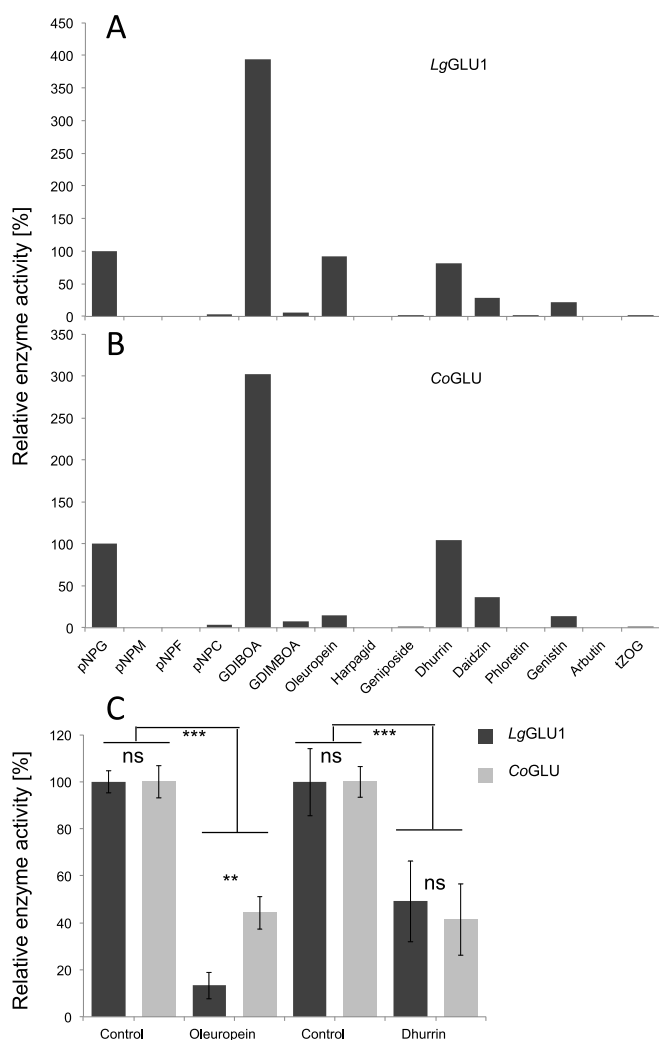 A
LgGLU1
Relative enzyme activity [%]
450
400
350
300
250
200
150
100
50
0
B
CoGLU
350
300
250
200
150
100
50
0
pNPG
pNPM
pNPF
pNPC
GDIBOA
GDIMBOA
Oleuropein
Harpagid
Geniposide
Dhurrin
Daidzin
Phloretin
Genistin
Arbutin
tZOG
C
Relative enzyme activity [%]
120
100
80
60
40
20
0
***
ns
**
***
ns
ns
LgGLU1
CoGLU
Control
Oleuropein
Control
Dhurrin